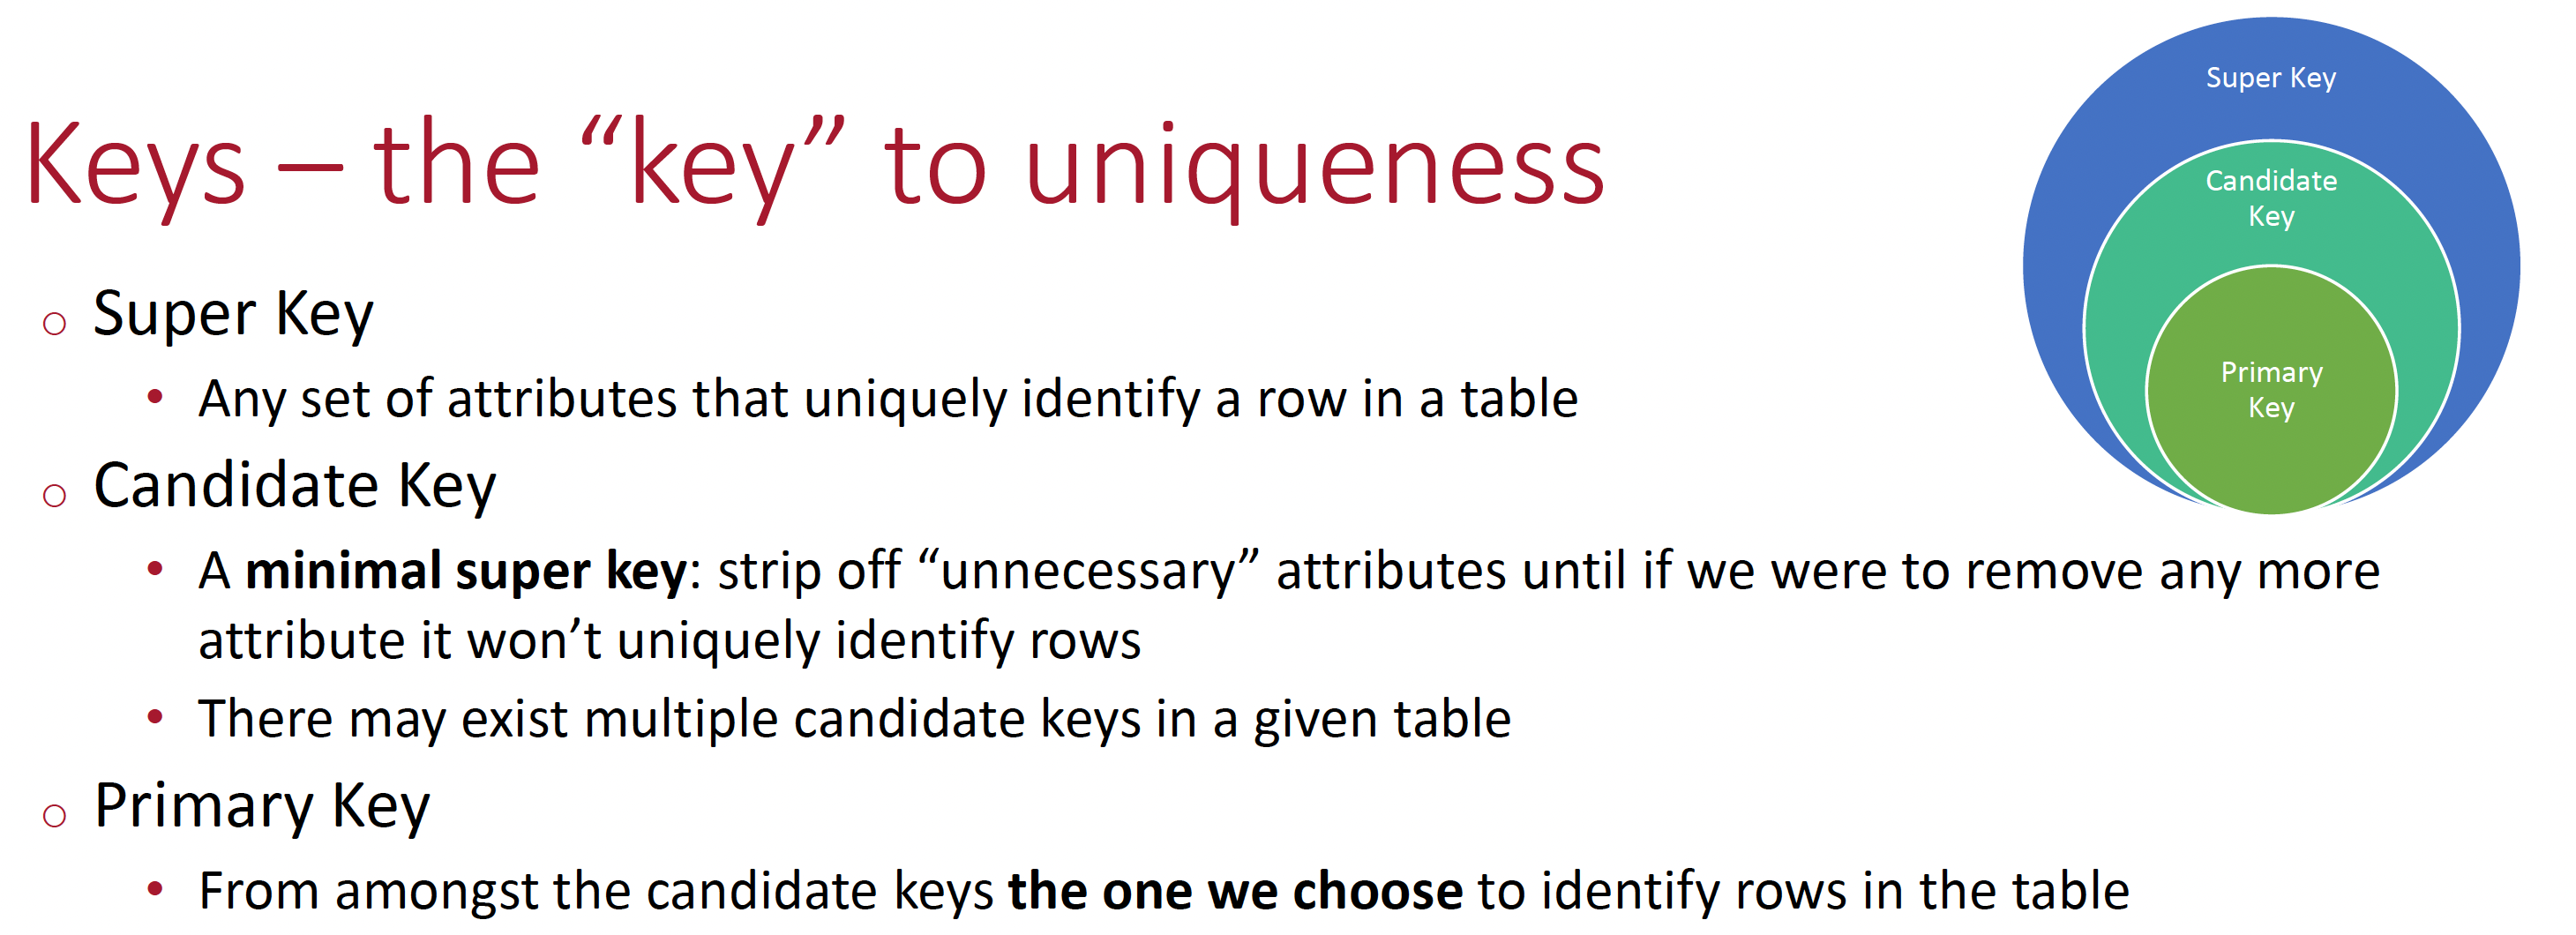 Keys – the “key” to uniqueness
Super Key
Any set of attributes that uniquely identify a row in a table
Candidate Key
A minimal super key: strip off “unnecessary” attributes until if we were to remove any more
attribute it won’t uniquely identify rows
There may exist multiple candidate keys in a given table
Primary Key
From amongst the candidate keys the one we choose to identify rows in the table
Super Key
Candidate
Key
Primary
Key